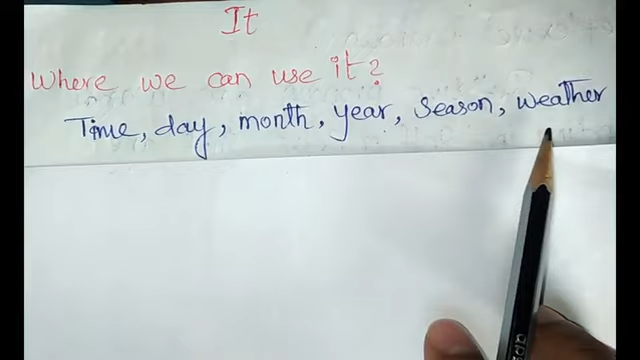 It
Where we can use it?
Time, day, month, year, season, weather